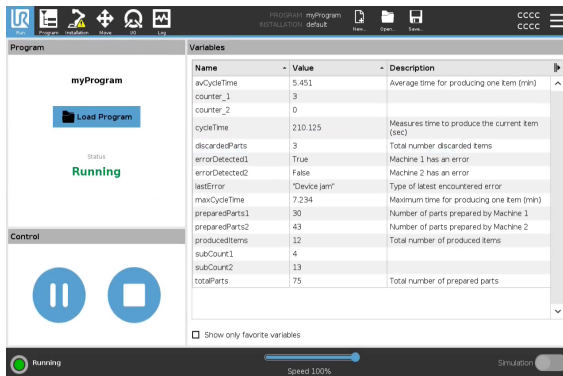 UR
Run
Program
Installation
Move
I/O
Log
PROGRAM myProgram
INSTALLATION default
New...
Open...
Save...
CCCC
CCCC
Program
myProgram
Load Program
Status
Running
Control
Variables
Name Value Description
avCycleTime 5.451 Average time for producing one item (min)
counter_1 3
counter_2 0
cycleTime 210.125 Measures time to produce the current item
(sec)
discardedParts 3 Total number discarded items
errorDetected1 True Machine 1 has an error
errorDetected2 False Machine 2 has an error
lastError "Device jam" Type of latest encountered error
maxCycleTime 7.234 Maximum time for producing one item (min)
preparedParts1 30 Number of parts prepared by Machine 1
preparedParts2 43 Number of parts prepared by Machine 2
producedItems 12 Total number of produced items
subCount1 4
subCount2 13
totalParts 75 Total number of prepared parts
Show only favorite variables
Running
Speed 100%
Simulation